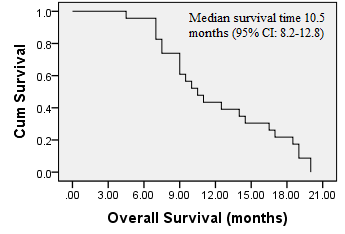 Median survival time 10.5
months (95% CI: 8.2-12.8)
Cum Survival
1.0
0.8
0.6
0.4
0.2
0.0
.00 3.00 6.00 9.00 12.00 15.00 18.00 21.00
Overall Survival (months)